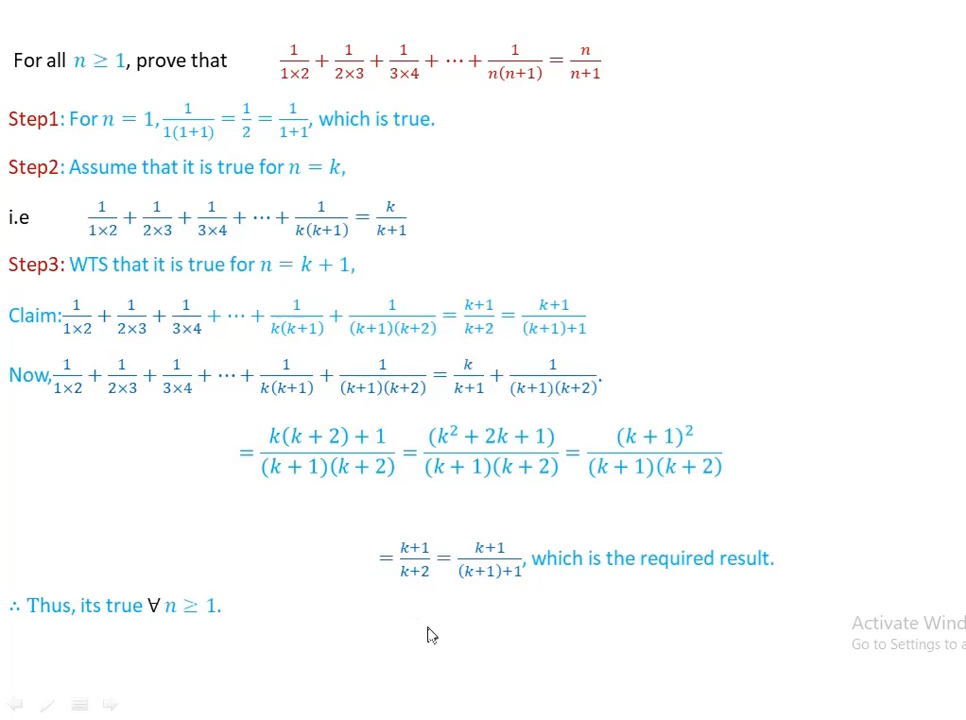 For all n ≥ 1, prove that 1/(1×2) + 1/(2×3) + 1/(3×4) + ⋯ + 1/(n(n+1)) = n/(n+1)
Step1: For n = 1, 1/(1(1+1)) = 1/2 = 1/(1+1), which is true.
Step2: Assume that it is true for n = k,
i.e 1/(1×2) + 1/(2×3) + 1/(3×4) + ⋯ + 1/(k(k+1)) = k/(k+1)
Step3: WTS that it is true for n = k + 1,
Claim: 1/(1×2) + 1/(2×3) + 1/(3×4) + ⋯ + 1/(k(k+1)) + 1/((k+1)(k+2)) = (k+1)/(k+2) = (k+1)/((k+1)+1)
Now, 1/(1×2) + 1/(2×3) + 1/(3×4) + ⋯ + 1/(k(k+1)) + 1/((k+1)(k+2)) = k/(k+1) + 1/((k+1)(k+2)).
= (k(k + 2) + 1)/((k + 1)(k + 2)) = (k² + 2k + 1)/((k + 1)(k + 2)) = (k + 1)²/((k + 1)(k + 2))
= (k+1)/(k+2) = (k+1)/((k+1)+1), which is the required result.
∴ Thus, its true ∀ n ≥ 1.
Activate Wind
Go to Settings to a